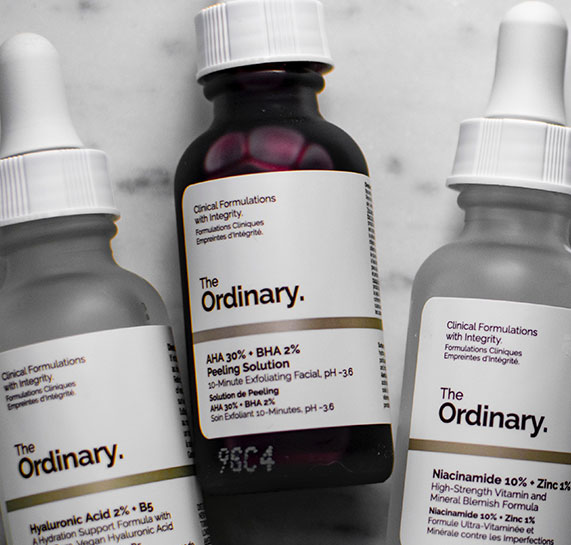 Clinical Formulations
with Integrity.
Formulations Cliniques
Empreintes d'Intégrité.
The
Ordinary.
Hyaluronic Acid 2% + B5
A Hydration Support Formula with
Vegan Hyaluronic Acid
Clinical Formulations
with Integrity.
Formulations Cliniques
Empreintes d'Intégrité.
The
Ordinary.
AHA 30% + BHA 2%
Peeling Solution
10-Minute Exfoliating Facial, pH ~3.6
Solution de Peeling
AHA 30% + BHA 2%
Soin Exfoliant 10-Minutes, pH ~3.6
96C4
Clinical Formulations
with Integrity.
Formulations Cliniques
Empreintes d'Intégrité.
The
Ordinary.
Niacinamide 10% + Zinc 1%
High-Strength Vitamin and
Mineral Blemish Formula
Niacinamide 10% + Zinc 1%
Formule Ultra-Vitaminée et
Minérale contre les Imperfections